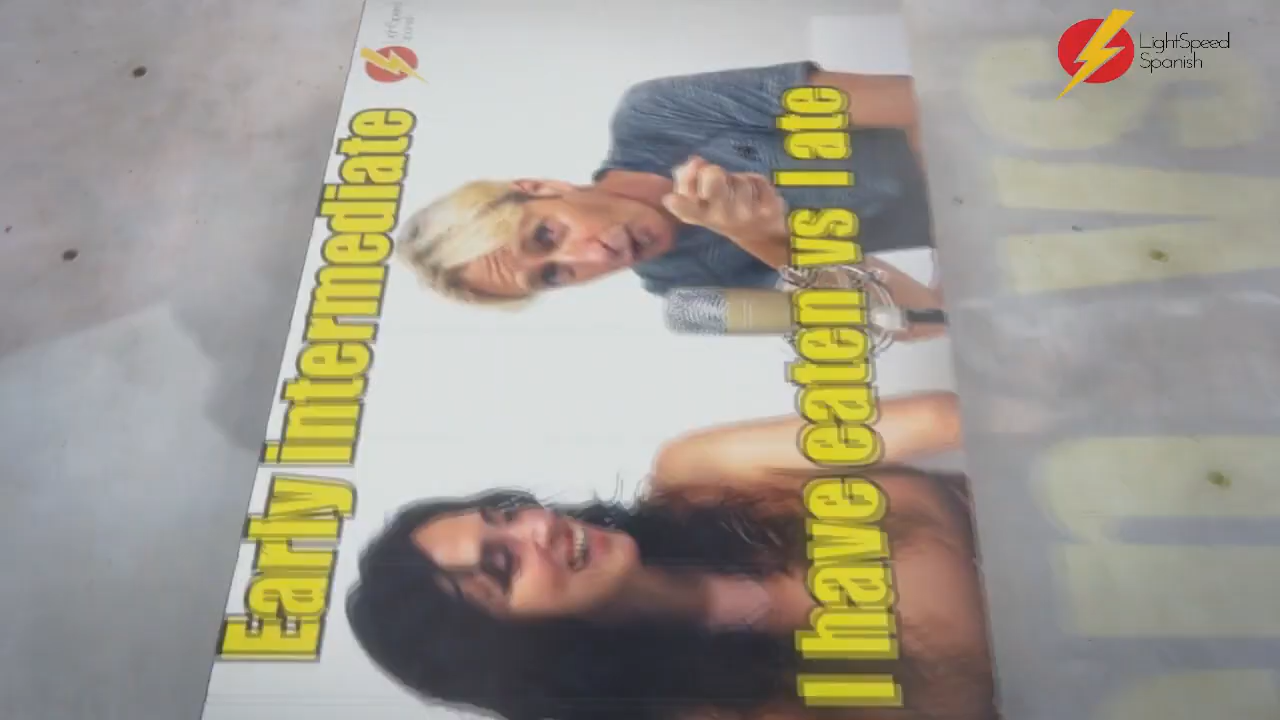 Early intermediate
I have eaten vs I ate
LightSpeed
Spanish